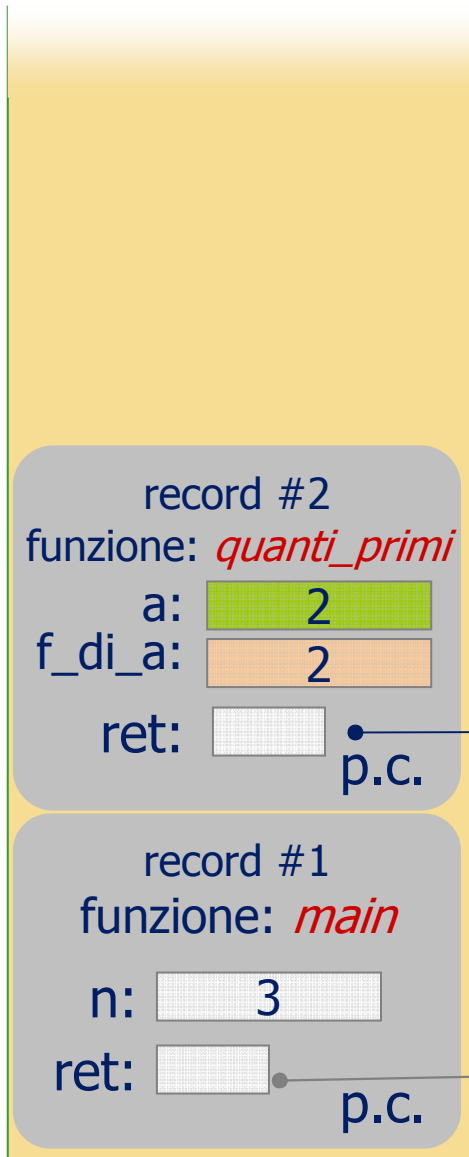 record #2
funzione: quanti_primi
a: 2
f_di_a: 2
ret:
p.c.
record #1
funzione: main
n: 3
ret:
p.c.